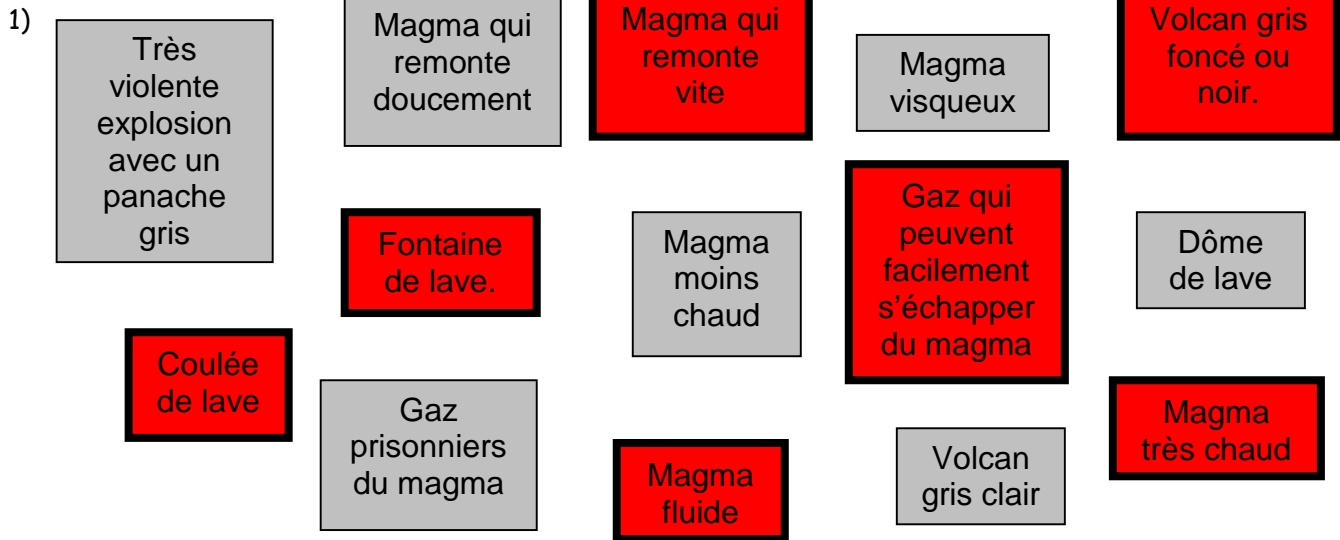 1)
Très
violente
explosion
avec un
panache
gris
Magma qui
remonte
doucement
Magma qui
remonte
vite
Magma
visqueux
Volcan gris
foncé ou
noir.
Fontaine
de lave.
Magma
moins
chaud
Gaz qui
peuvent
facilement
s’échapper
du magma
Dôme
de lave
Coulée
de lave
Gaz
prisonniers
du magma
Magma
fluide
Volcan
gris clair
Magma
très chaud